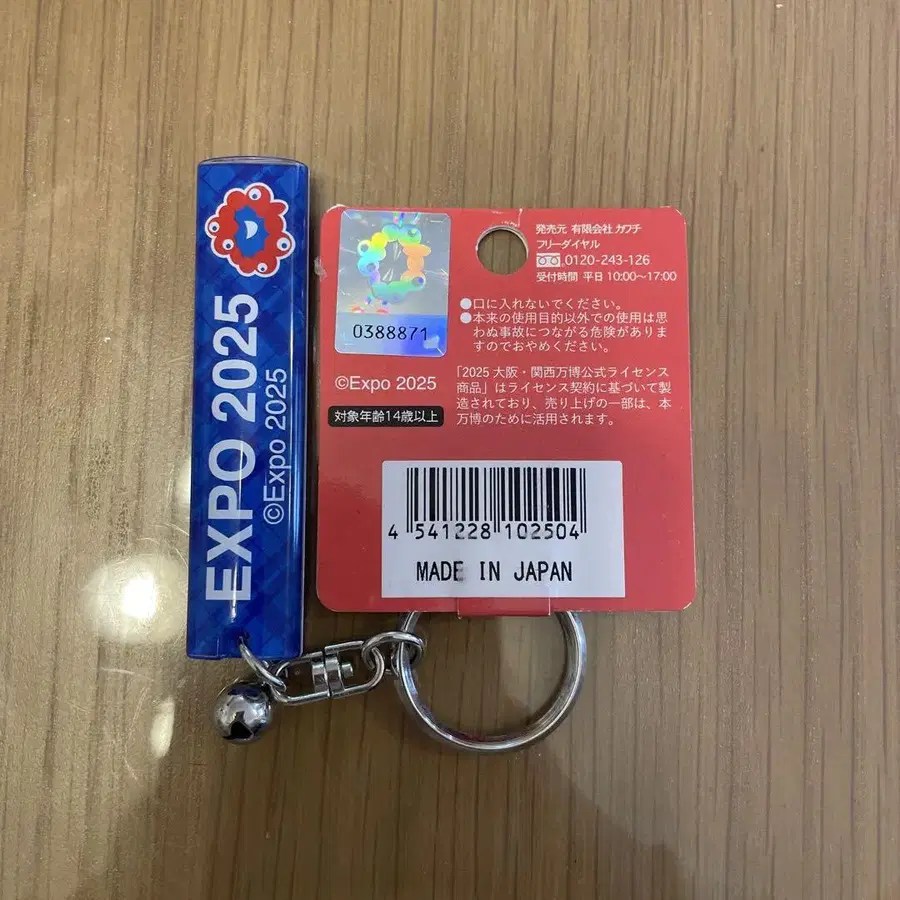 EXPO 2025
©Expo 2025
0388871
©Expo 2025
対象年齢14歳以上
発売元 有限会社 カワチ
フリーダイヤル
0120-243-126
受付時間 平日 10:00〜17:00
●口に入れないでください。
●本来の使用目的以外での使用は思
わぬ事故につながる危険がありま
すのでおやめください。
「2025 大阪・関西万博公式ライセンス
商品」はライセンス契約に基づいて製
造されており、売り上げの一部は、本
万博のために活用されます。
4 541228 102504
MADE IN JAPAN